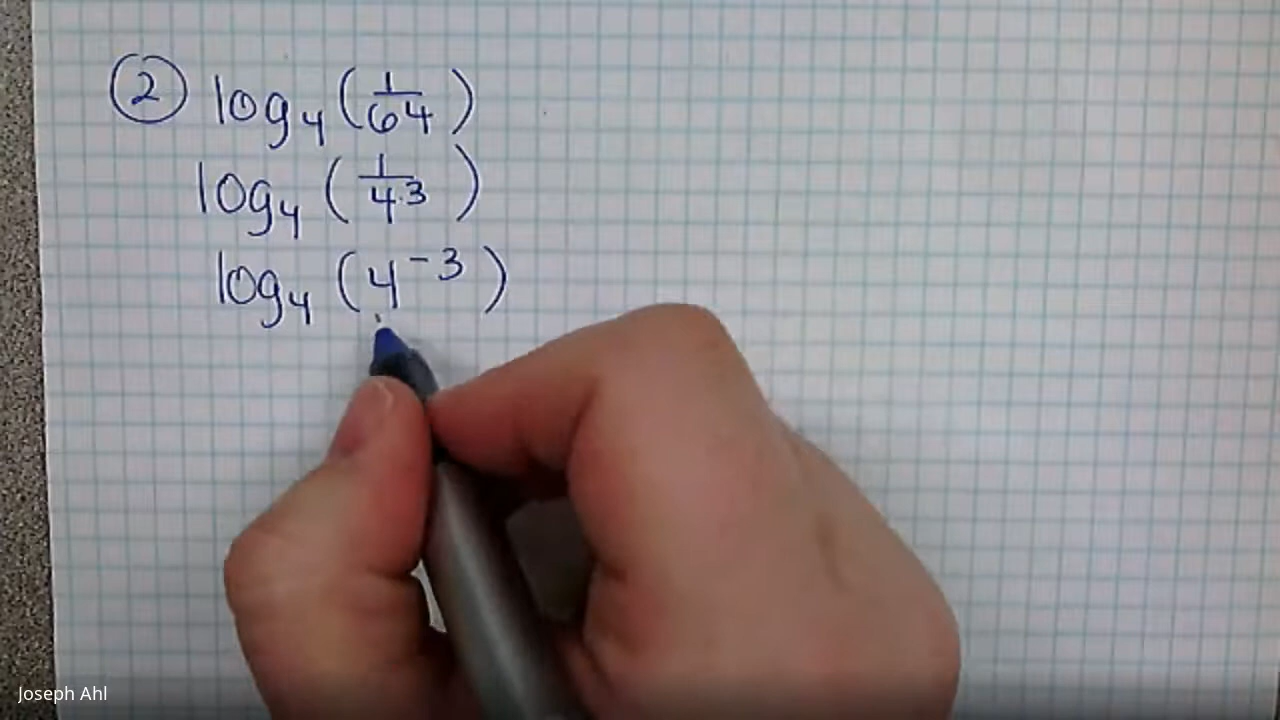 ② log₄(1/64)
log₄(1/4³)
log₄(4⁻³)
Joseph Ahl